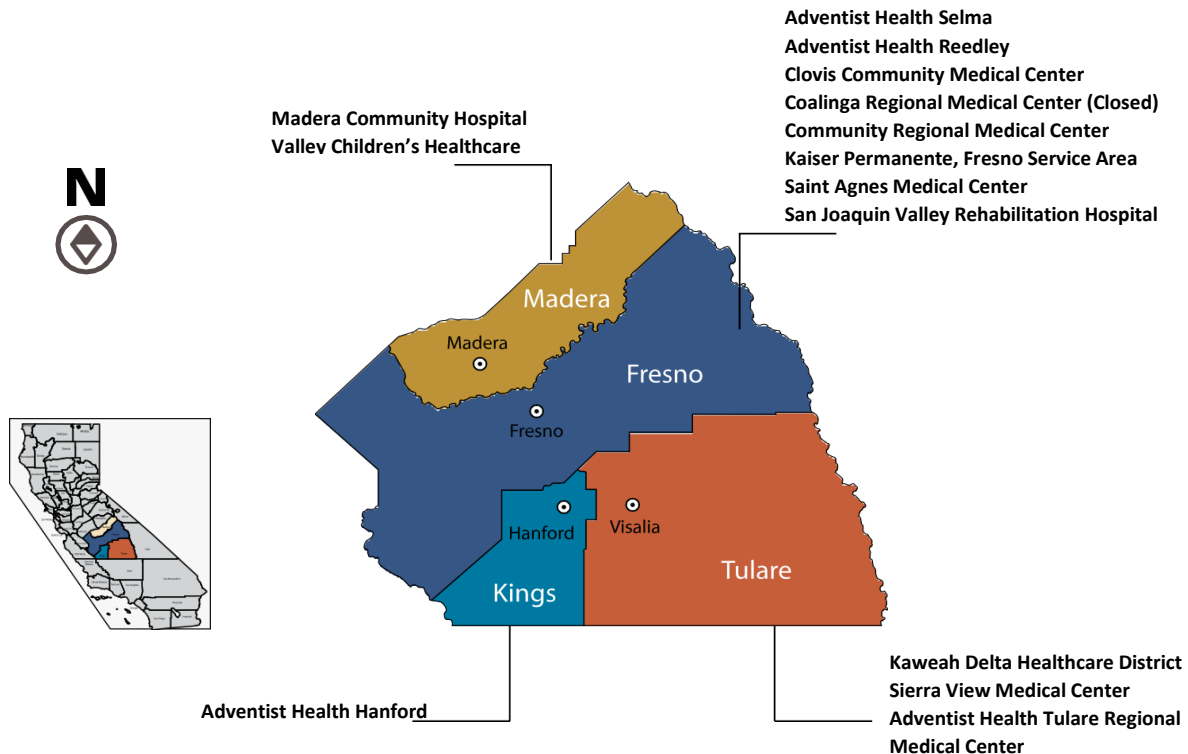 Adventist Health Selma
Adventist Health Reedley
Clovis Community Medical Center
Coalinga Regional Medical Center (Closed)
Community Regional Medical Center
Kaiser Permanente, Fresno Service Area
Saint Agnes Medical Center
San Joaquin Valley Rehabilitation Hospital
Madera Community Hospital
Valley Children's Healthcare
N
Madera
Madera
Fresno
Fresno
Hanford
Visalia
Kings
Tulare
Adventist Health Hanford
Kaweah Delta Healthcare District
Sierra View Medical Center
Adventist Health Tulare Regional
Medical Center